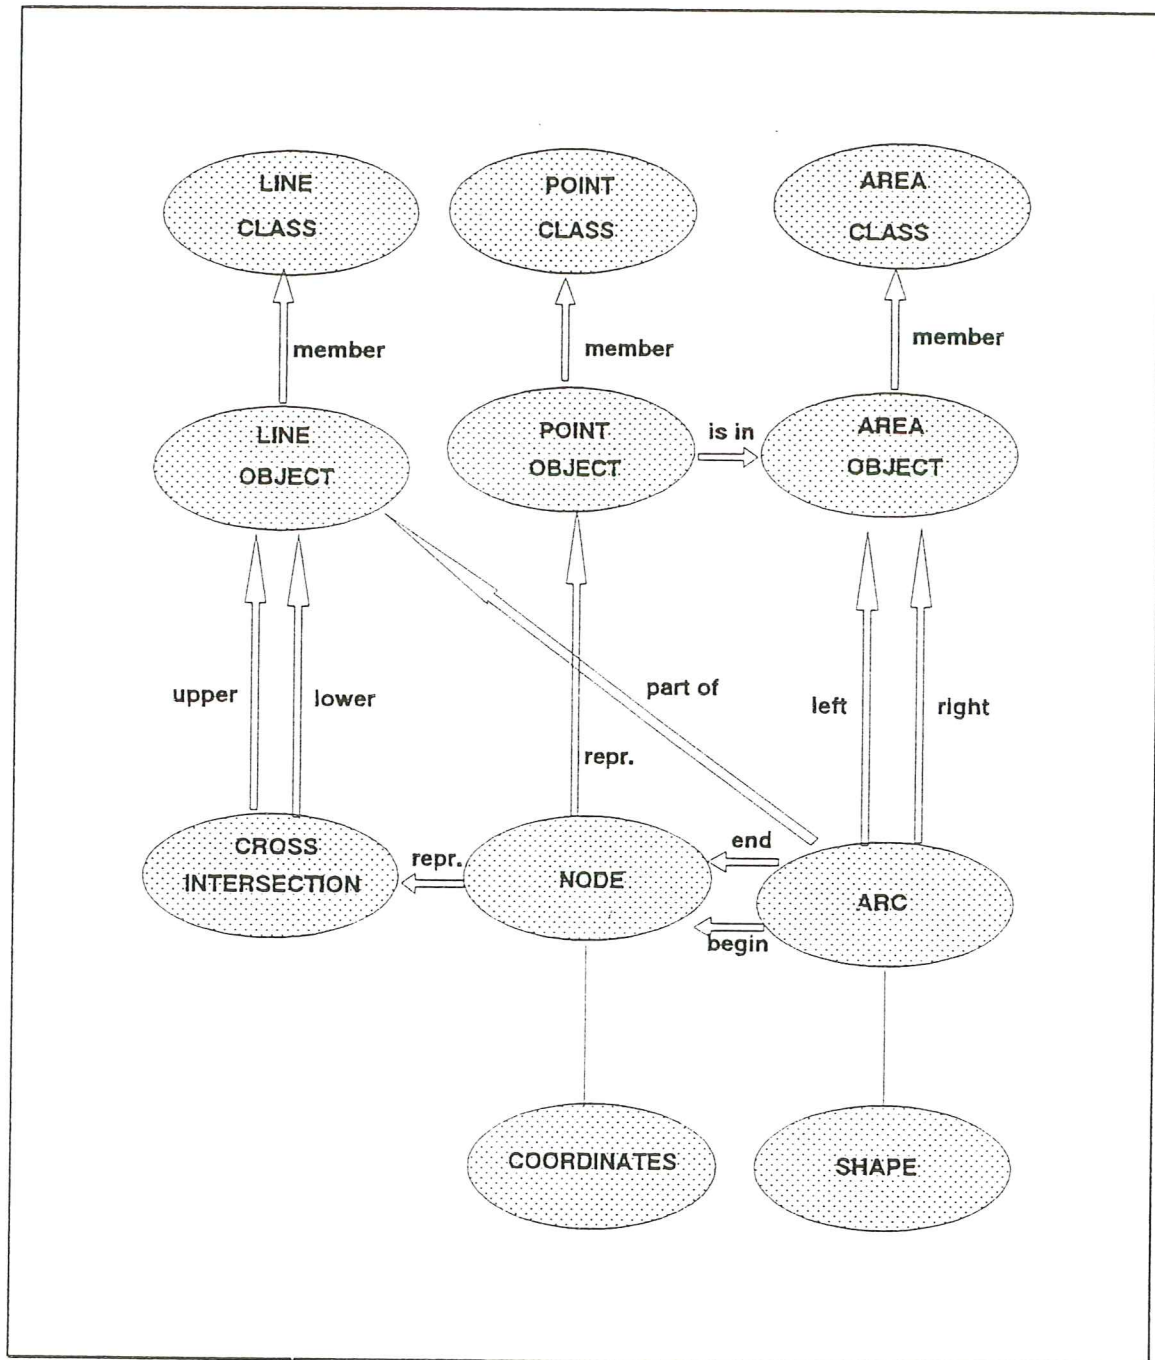 LINE
CLASS
POINT
CLASS
AREA
CLASS
member
member
member
LINE
OBJECT
POINT
OBJECT
is in
AREA
OBJECT
upper
lower
part of
left
right
repr.
CROSS
INTERSECTION
repr.
NODE
end
begin
ARC
COORDINATES
SHAPE